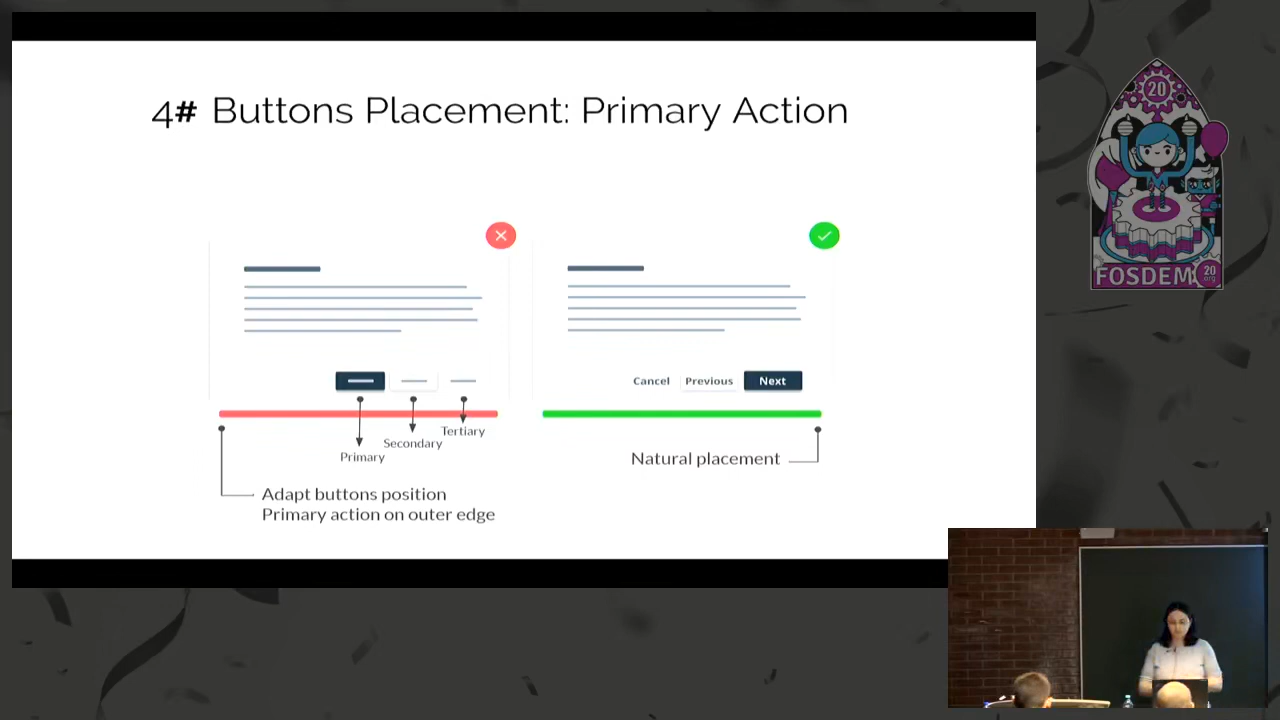 4# Buttons Placement: Primary Action
Cancel Previous Next
Tertiary
Secondary
Primary
Natural placement
Adapt buttons position
Primary action on outer edge
20
FOSDEM 20
.org